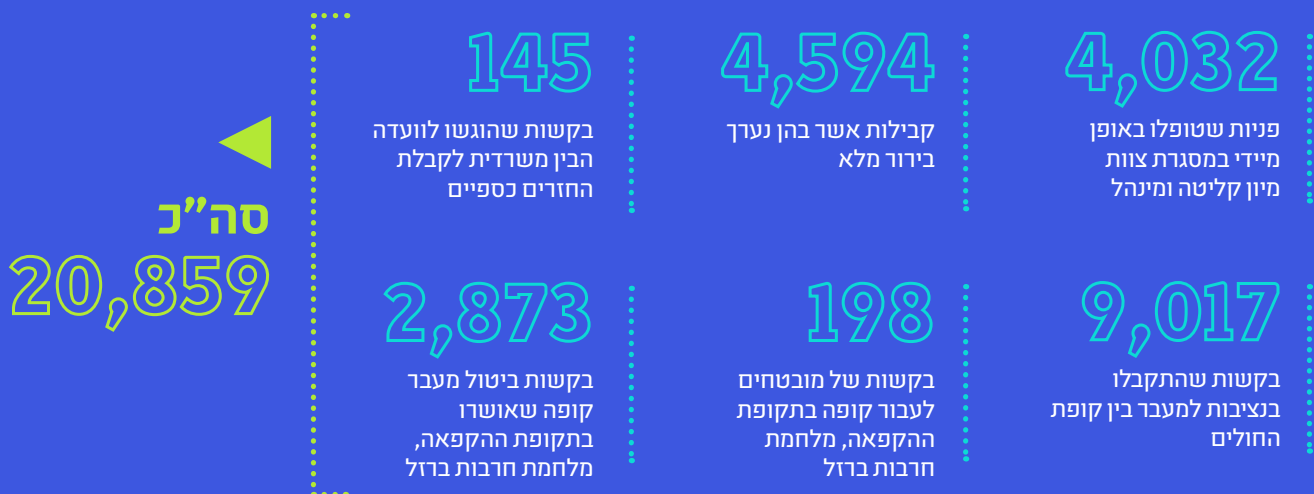 4,032
פניות שטופלו באופן
מיידי במסגרת צוות
מיון קליטה ומינהל
4,594
קבילות אשר בהן נערך
בירור מלא
145
בקשות שהוגשו לוועדה
הבין משרדית לקבלת
החזרים כספיים
9,017
בקשות שהתקבלו
בנציבות למעבר בין קופת
החולים
198
בקשות של מובטחים
לעבור קופה בתקופת
ההקפאה, מלחמת
חרבות ברזל
2,873
בקשות ביטול מעבר
קופה שאושרו
בתקופת ההקפאה,
מלחמת חרבות ברזל
סה"כ
20,859